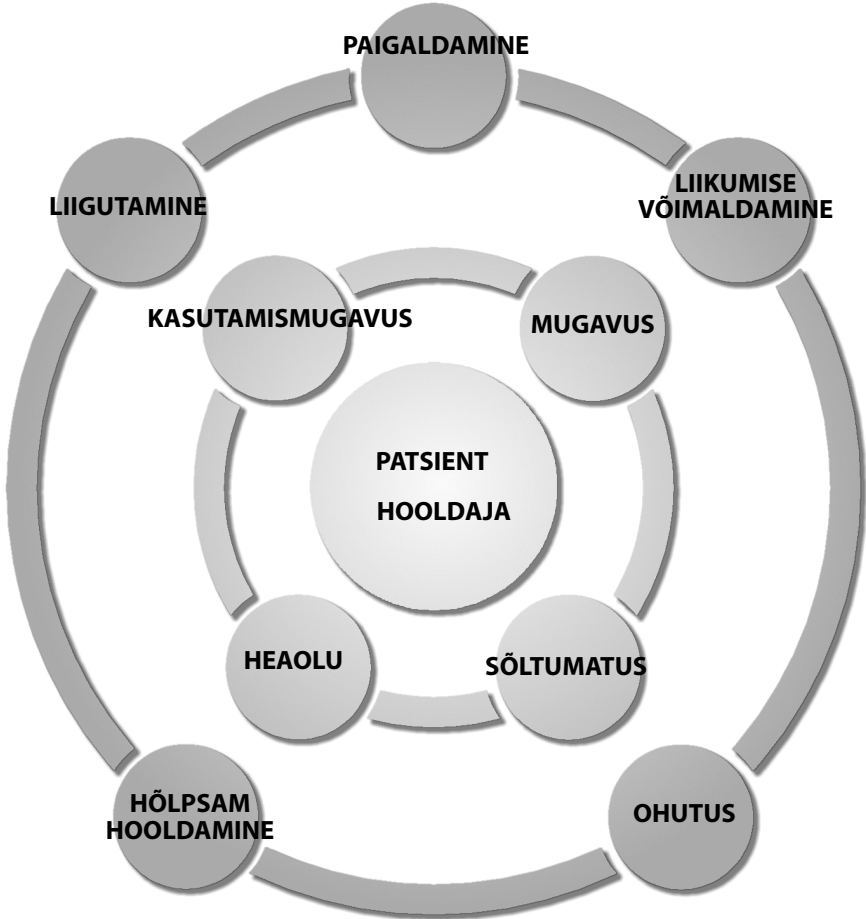 PAIGALDAMINE
LIIGUTAMINE
LIIKUMISE
VÕIMALDAMINE
KASUTAMISMUGAVUS
MUGAVUS
PATSIENT
HOOLDAJA
HEAOLU
SÕLTUMATUS
HÕLPSAM
HOOLDAMINE
OHUTUS